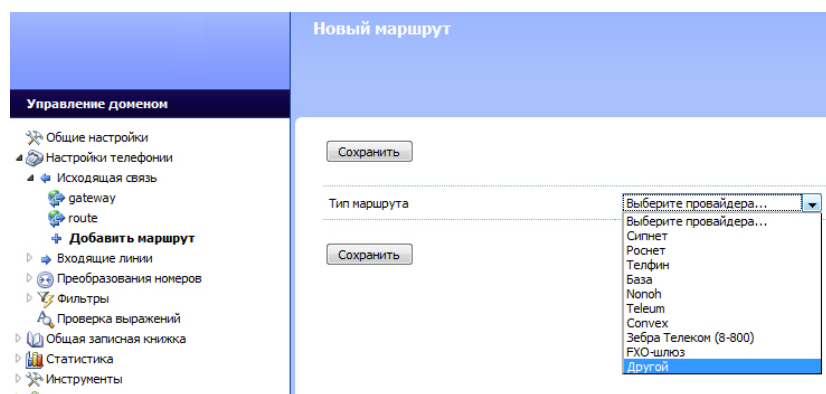 Новый маршрут
Управление доменом
Общие настройки
Настройки телефонии
Исходящая связь
gateway
route
Добавить маршрут
Входящие линии
Преобразования номеров
Фильтры
Проверка выражений
Общая записная книжка
Статистика
Инструменты
Сохранить
Тип маршрута
Выберите провайдера...
Выберите провайдера...
Сипнет
Роснет
Телфин
База
Nonoh
Teleum
Convex
Зебра Телеком (8-800)
FXO-шлюз
Другой
Сохранить